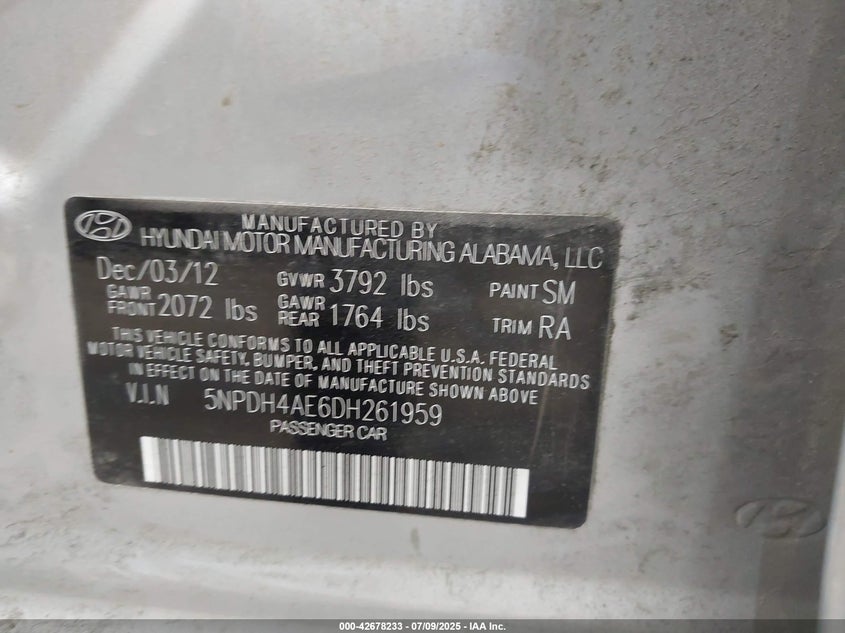 MANUFACTURED BY
HYUNDAI MOTOR MANUFACTURING ALABAMA, LLC
Dec/03/12 GVWR 3792 lbs PAINT SM
GAWR FRONT 2072 lbs GAWR REAR 1764 lbs TRIM RA
THIS VEHICLE CONFORMS TO ALL APPLICABLE U.S.A. FEDERAL
MOTOR VEHICLE SAFETY, BUMPER, AND THEFT PREVENTION STANDARDS
IN EFFECT ON THE DATE OF MANUFACTURE SHOWN ABOVE
V.I.N 5NPDH4AE6DH261959
PASSENGER CAR
000-42678233 - 07/09/2025 - IAA Inc.